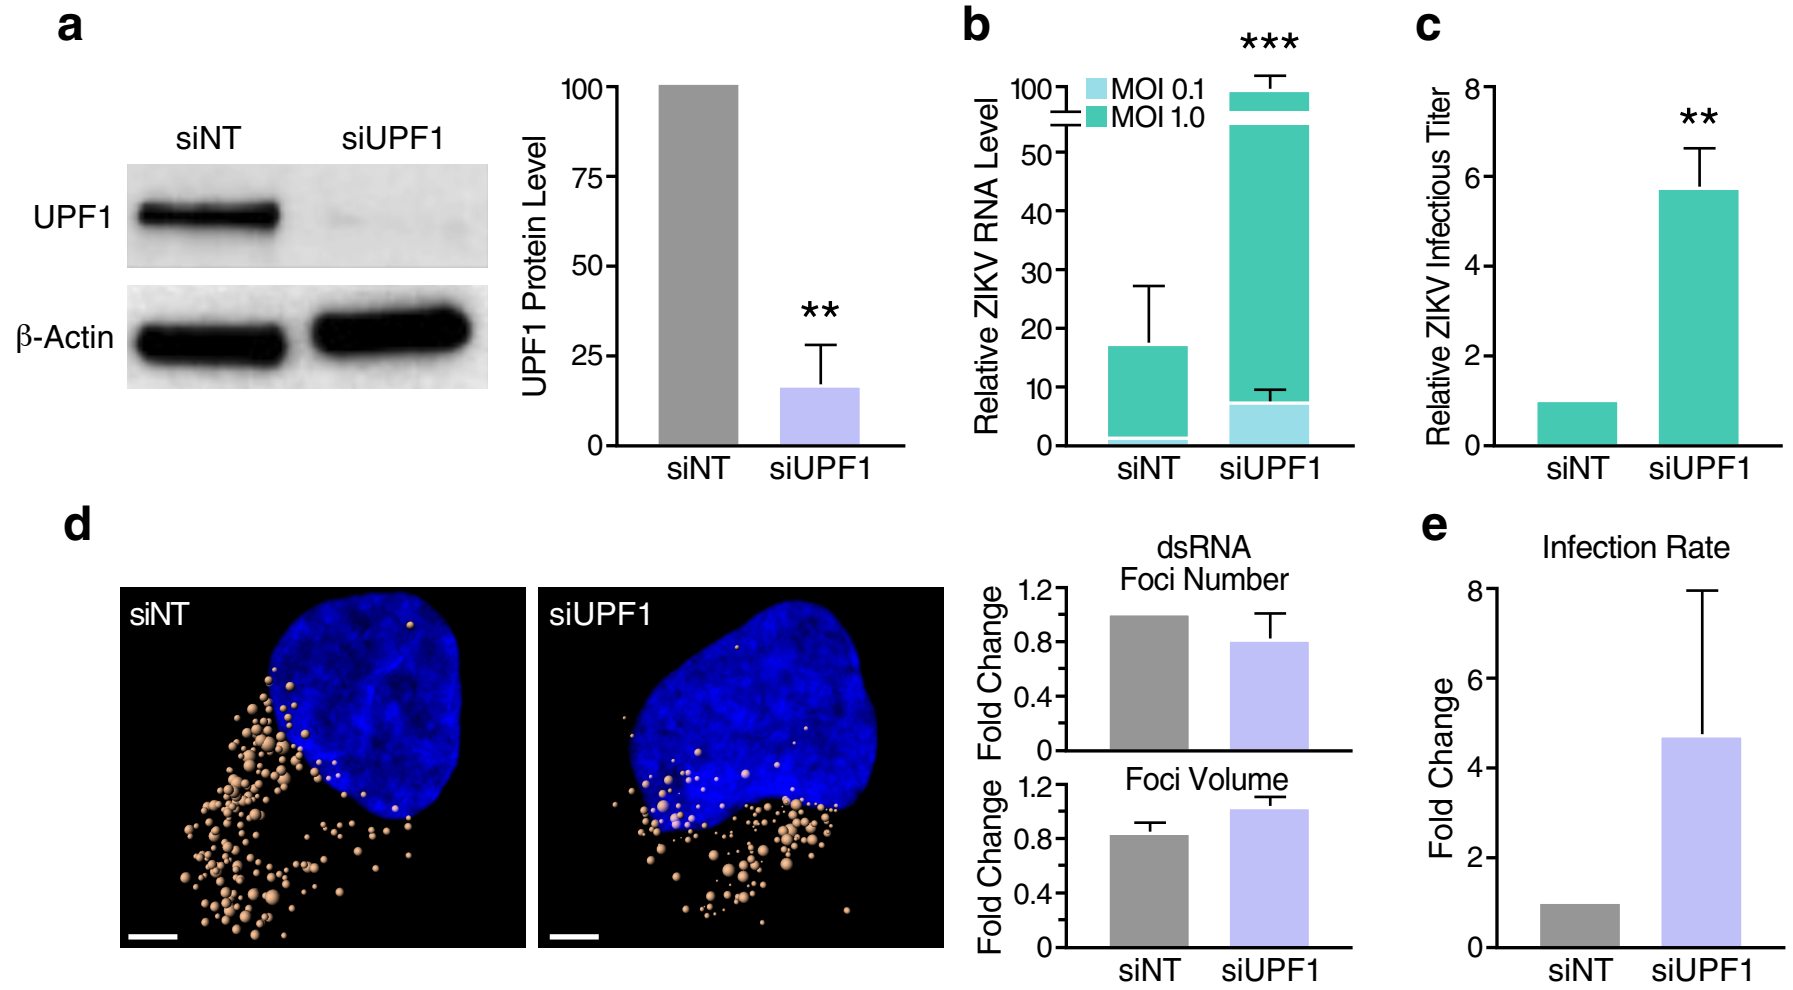 a
siNT siUPF1
UPF1
β-Actin
UPF1 Protein Level
100
75
50
25
0
**
siNT siUPF1
b
Relative ZIKV RNA Level
100
50
40
30
20
10
0
MOI 0.1
MOI 1.0
***
siNT siUPF1
c
Relative ZIKV Infectious Titer
8
6
4
2
0
**
siNT siUPF1
d
siNT
siUPF1
dsRNA
Foci Number
Fold Change
1.2
0.8
0.4
0
Foci Volume
Fold Change
1.2
0.8
0.4
0
siNT siUPF1
e
Infection Rate
Fold Change
8
6
4
2
0
siNT siUPF1